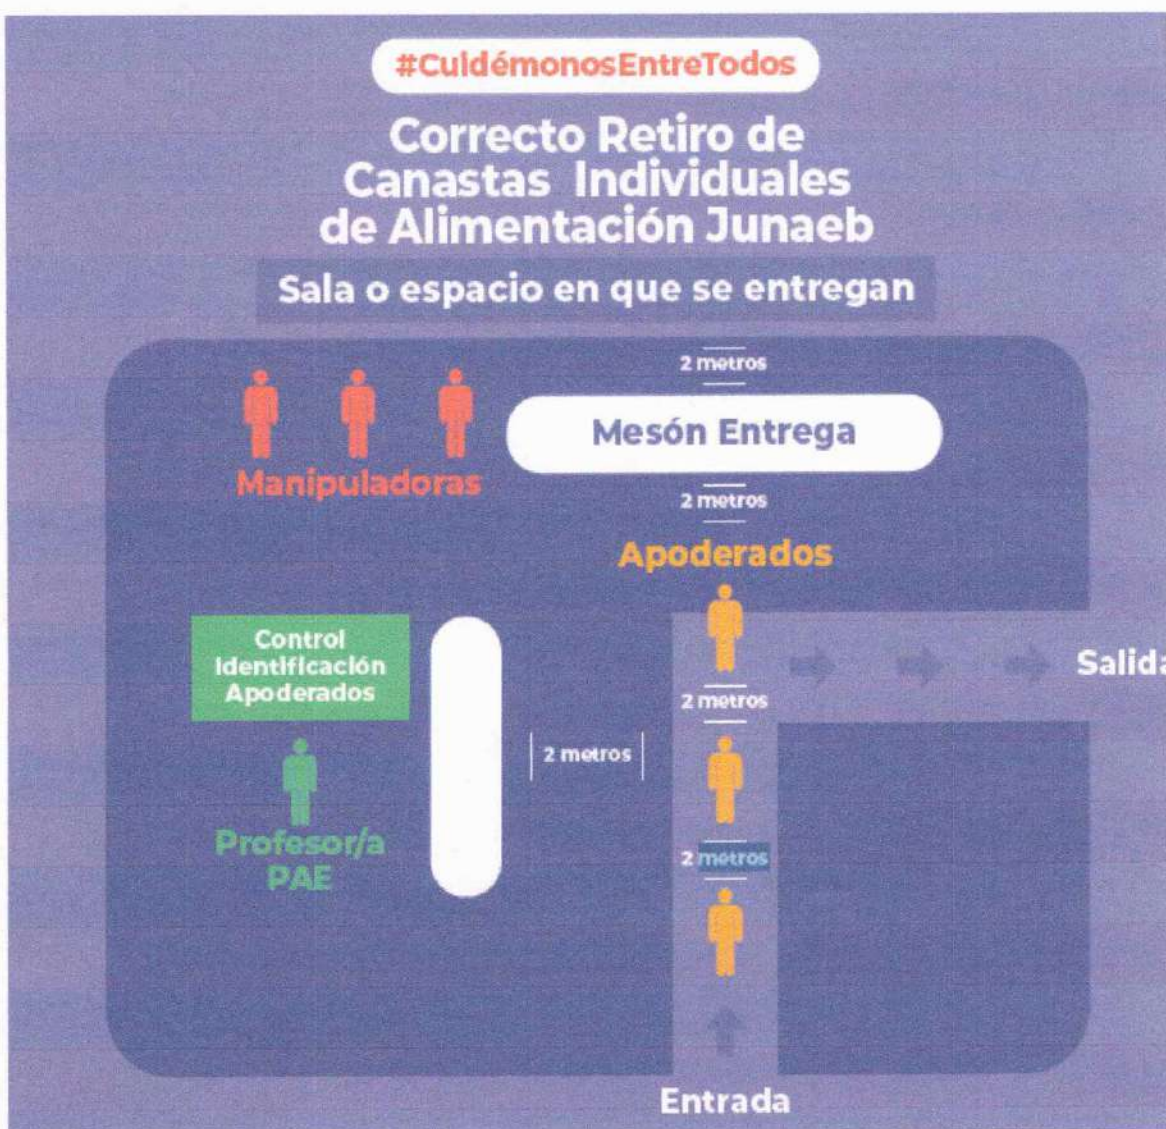 #CuidémonosEntreTodos
Correcto Retiro de
Canastas Individuales
de Alimentación Junaeb
Sala o espacio en que se entregan
2 metros
Mesón Entrega
Manipuladoras
2 metros
Apoderados
Control
Identificación
Apoderados
Salida
2 metros
2 metros
Profesor/a
PAE
2 metros
Entrada